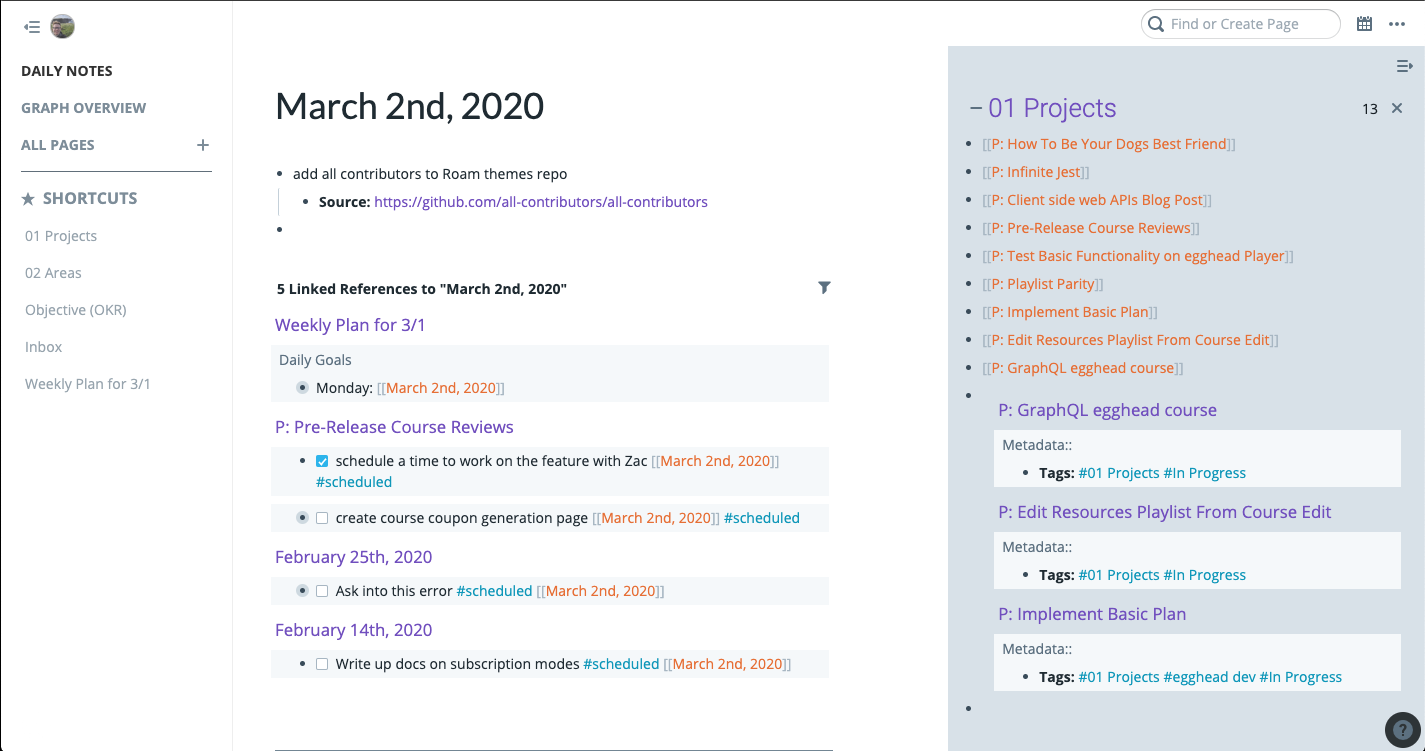 DAILY NOTES
GRAPH OVERVIEW
ALL PAGES +
★ SHORTCUTS
01 Projects
02 Areas
Objective (OKR)
Inbox
Weekly Plan for 3/1
Find or Create Page
March 2nd, 2020
add all contributors to Roam themes repo
Source: https://github.com/all-contributors/all-contributors
5 Linked References to "March 2nd, 2020"
Weekly Plan for 3/1
Daily Goals
Monday: [[March 2nd, 2020]]
P: Pre-Release Course Reviews
schedule a time to work on the feature with Zac [[March 2nd, 2020]]
#scheduled
create course coupon generation page [[March 2nd, 2020]] #scheduled
February 25th, 2020
Ask into this error #scheduled [[March 2nd, 2020]]
February 14th, 2020
Write up docs on subscription modes #scheduled [[March 2nd, 2020]]
01 Projects 13
[[P: How To Be Your Dogs Best Friend]]
[[P: Infinite Jest]]
[[P: Client side web APIs Blog Post]]
[[P: Pre-Release Course Reviews]]
[[P: Test Basic Functionality on egghead Player]]
[[P: Playlist Parity]]
[[P: Implement Basic Plan]]
[[P: Edit Resources Playlist From Course Edit]]
[[P: GraphQL egghead course]]
P: GraphQL egghead course
Metadata::
Tags: #01 Projects #In Progress
P: Edit Resources Playlist From Course Edit
Metadata::
Tags: #01 Projects #In Progress
P: Implement Basic Plan
Metadata::
Tags: #01 Projects #egghead dev #In Progress
?